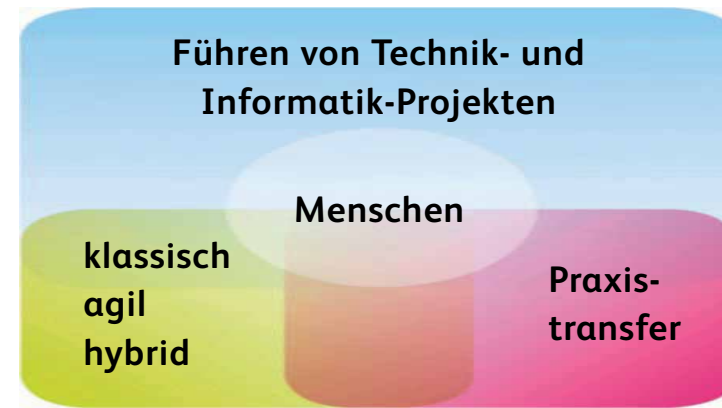 Führen von Technik- und
Informatik-Projekten
Menschen
klassisch
agil
hybrid
Praxis-
transfer